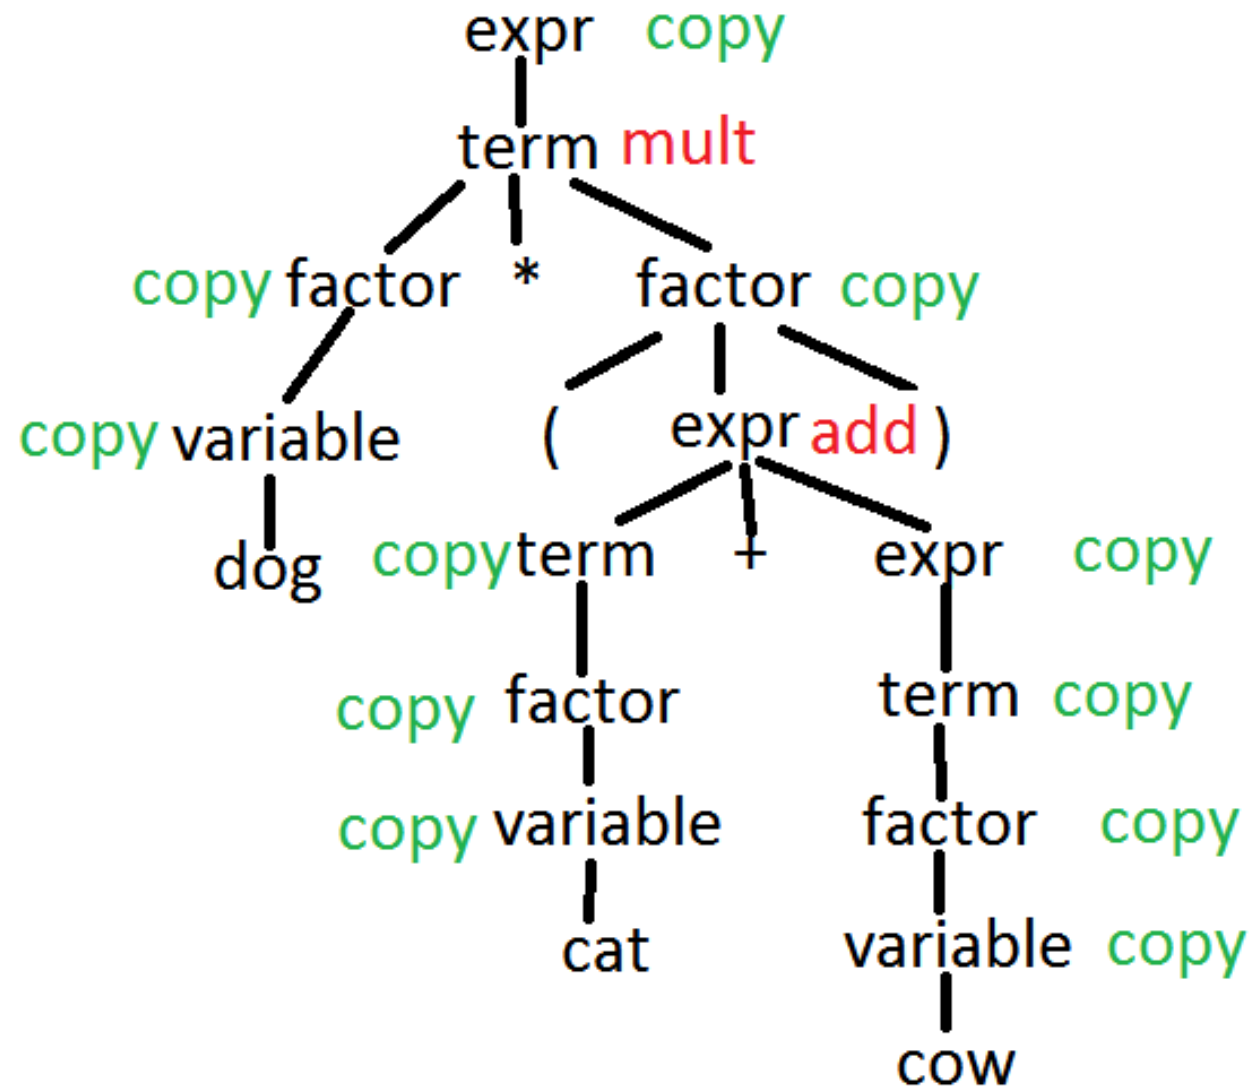 expr copy
term mult
copy factor * factor copy
copy variable ( expr add )
dog copy term + expr copy
copy factor term copy
copy variable factor copy
cat variable copy
cow